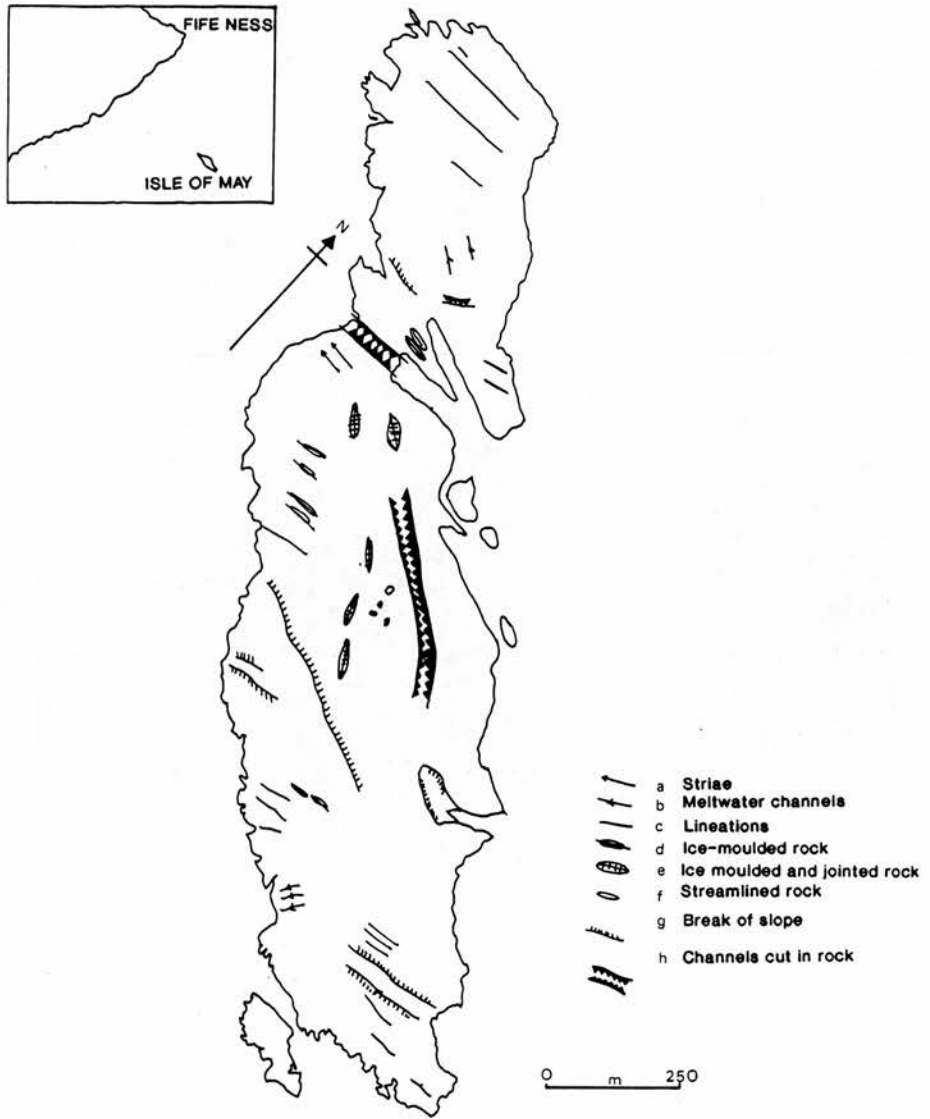 FIFE NESS
ISLE OF MAY
N
a Striae
b Meltwater channels
c Lineations
d Ice-moulded rock
e Ice moulded and jointed rock
f Streamlined rock
g Break of slope
h Channels cut in rock
0 m 250